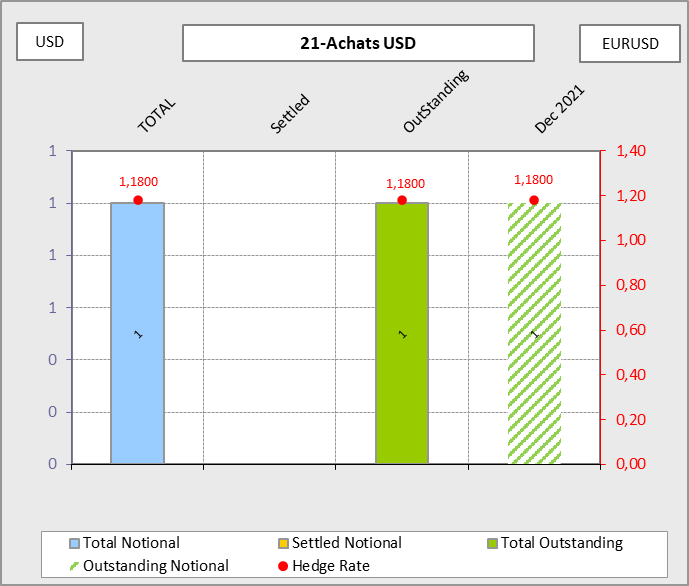 USD
21-Achats USD
EURUSD
TOTAL
Settled
OutStanding
Dec 2021
1
1
1
1
0
0
0
1,1800
1,1800
1,1800
1
1
1
1,40
1,20
1,00
0,80
0,60
0,40
0,20
0,00
Total Notional
Settled Notional
Total Outstanding
Outstanding Notional
Hedge Rate